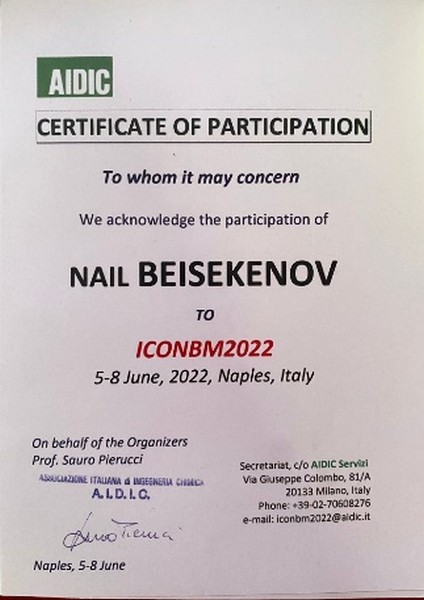 AIDIC
CERTIFICATE OF PARTICIPATION
To whom it may concern
We acknowledge the participation of
NAIL BEISEKENOV
TO
ICONBM2022
5-8 June, 2022, Naples, Italy
On behalf of the Organizers
Prof. Sauro Pierucci
ASSOCIAZIONE ITALIANA di INGEGNERIA CHIMICA
A.I.D.I.C.
Naples, 5-8 June
Secretariat, c/o AIDIC Servizi
Via Giuseppe Colombo, 81/A
20133 Milano, Italy
Phone: +39-02-70608276
e-mail: iconbm2022@aidic.it